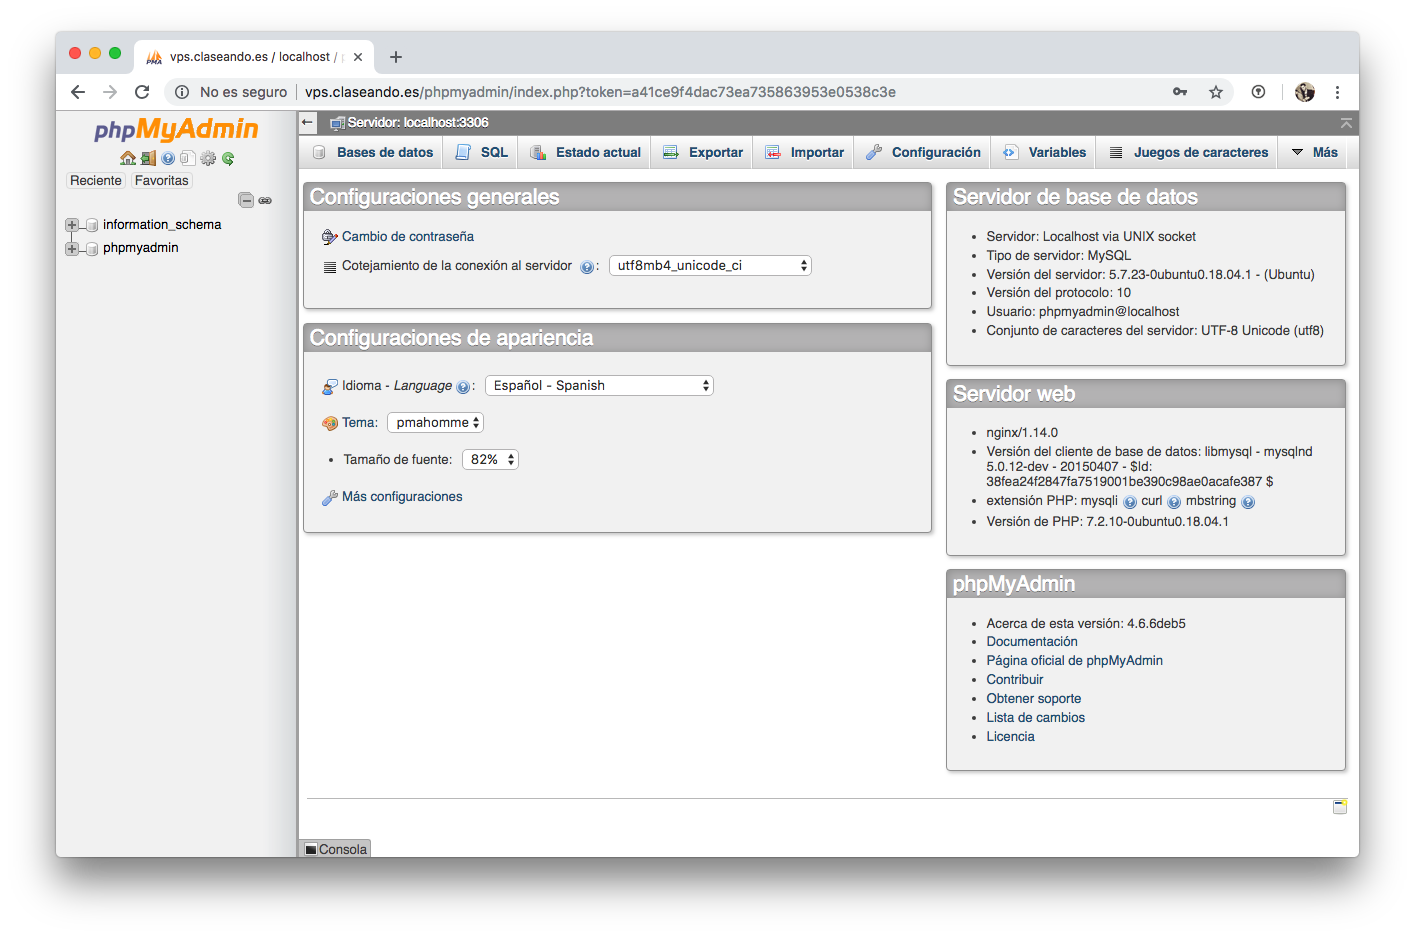 vps.claseando.es / localhost /
No es seguro | vps.claseando.es/phpmyadmin/index.php?token=a41ce9f4dac73ea735863953e0538c3e
phpMyAdmin
Reciente Favoritas
information_schema
phpmyadmin
Servidor: localhost:3306
Bases de datos SQL Estado actual Exportar Importar Configuración Variables Juegos de caracteres Más
Configuraciones generales
Cambio de contraseña
Cotejamiento de la conexión al servidor : utf8mb4_unicode_ci
Configuraciones de apariencia
Idioma - Language : Español - Spanish
Tema: pmahomme
• Tamaño de fuente: 82%
Más configuraciones
Servidor de base de datos
• Servidor: Localhost via UNIX socket
• Tipo de servidor: MySQL
• Versión del servidor: 5.7.23-0ubuntu0.18.04.1 - (Ubuntu)
• Versión del protocolo: 10
• Usuario: phpmyadmin@localhost
• Conjunto de caracteres del servidor: UTF-8 Unicode (utf8)
Servidor web
• nginx/1.14.0
• Versión del cliente de base de datos: libmysql - mysqlnd
5.0.12-dev - 20150407 - $Id:
38fea24f2847fa7519001be390c98ae0acafe387 $
• extensión PHP: mysqli curl mbstring
• Versión de PHP: 7.2.10-0ubuntu0.18.04.1
phpMyAdmin
• Acerca de esta versión: 4.6.6deb5
• Documentación
• Página oficial de phpMyAdmin
• Contribuir
• Obtener soporte
• Lista de cambios
• Licencia
Consola